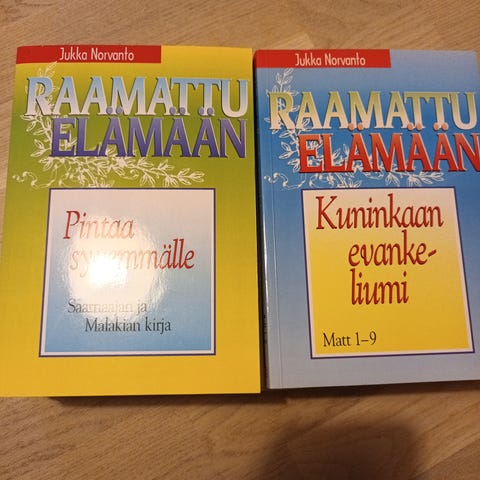 Jukka Norvanto
RAAMATTU
ELÄMÄÄN
Pintaa
syvemmälle
Saarnaajan ja
Malakian kirja
Jukka Norvanto
RAAMATTU
ELÄMÄÄN
Kuninkaan
evanke-
liumi
Matt 1–9